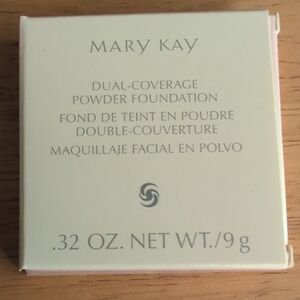 MARY KAY
DUAL-COVERAGE
POWDER FOUNDATION
FOND DE TEINT EN POUDRE
DOUBLE-COUVERTURE
MAQUILLAJE FACIAL EN POLVO
.32 OZ. NET WT./9 g